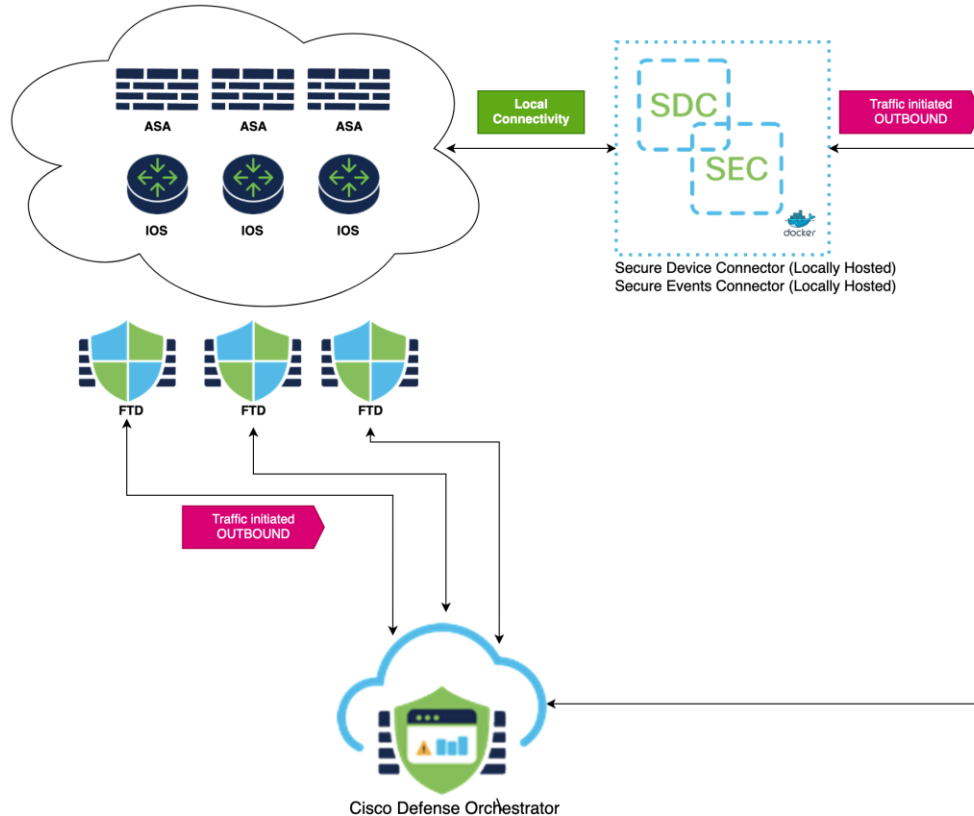 ASA
ASA
ASA
IOS
IOS
IOS
Local
Connectivity
SDC
SEC
docker
Traffic initiated
OUTBOUND
Secure Device Connector (Locally Hosted)
Secure Events Connector (Locally Hosted)
FTD
FTD
FTD
Traffic initiated
OUTBOUND
Cisco Defense Orchestrator